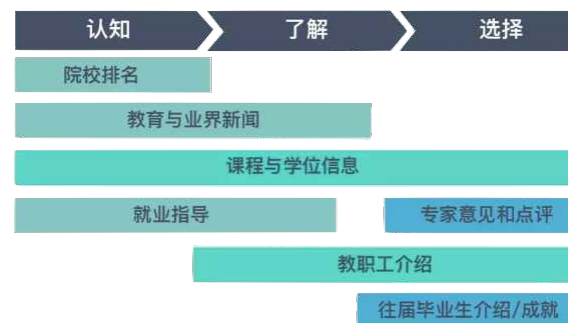 认知 了解 选择
院校排名
教育与业界新闻
课程与学位信息
就业指导 专家意见和点评
教职工介绍
往届毕业生介绍/成就